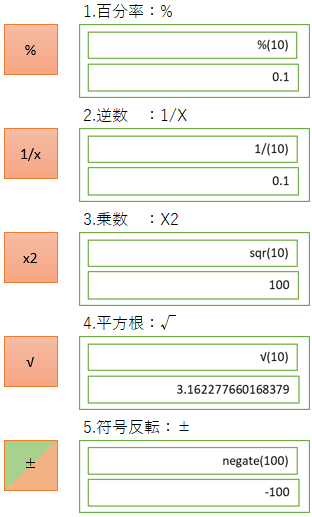 1.百分率：%
%
%(10)
0.1
2.逆数　：1/X
1/x
1/(10)
0.1
3.乗数　：X2
x2
sqr(10)
100
4.平方根：√
√
√(10)
3.162277660168379
5.符号反転：±
±
negate(100)
-100